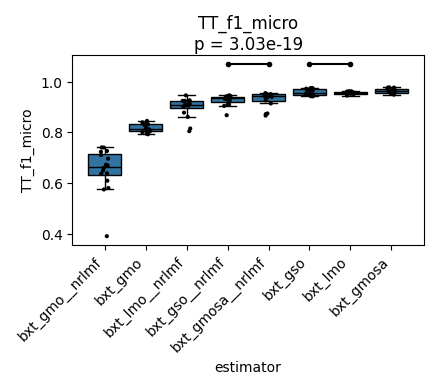 TT_f1_micro
p = 3.03e-19
TT_f1_micro
1.0
0.8
0.6
0.4
bxt_gmo__nrlmf
bxt_gmo
bxt_lmo__nrlmf
bxt_gso__nrlmf
bxt_gmosa__nrlmf
bxt_gso
bxt_lmo
bxt_gmosa
estimator